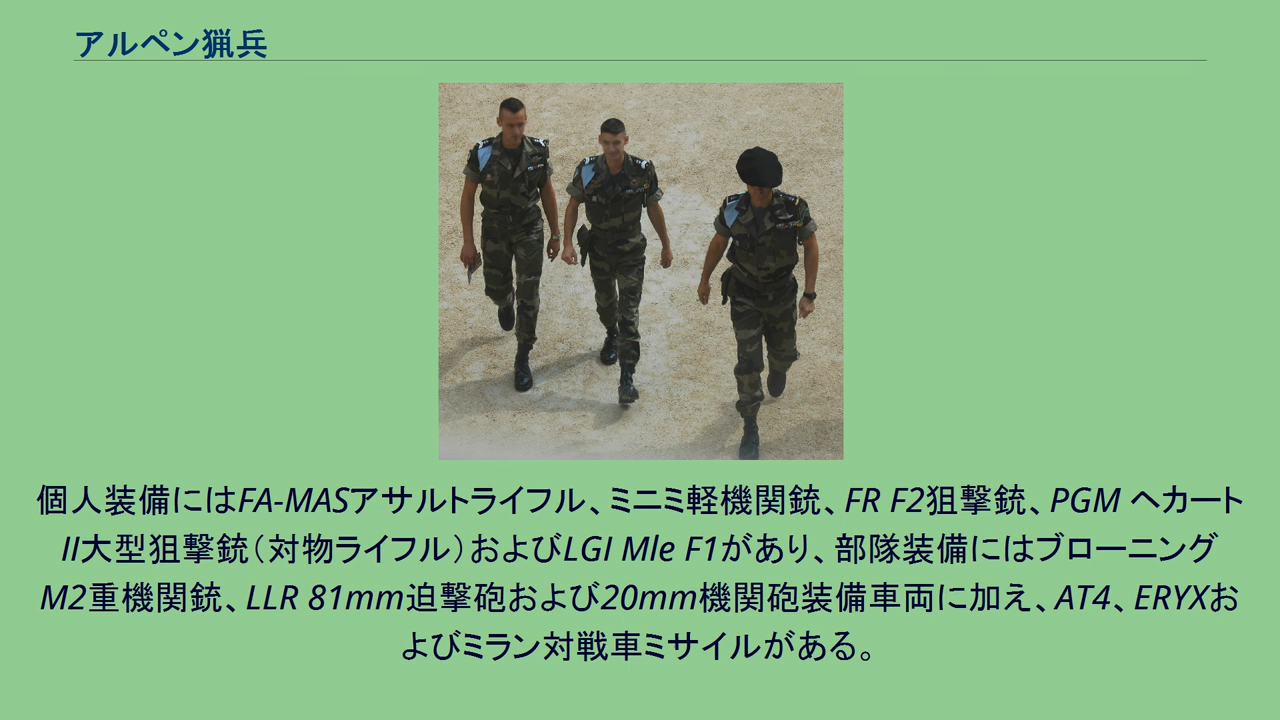 アルペン猟兵
個人装備にはFA-MASアサルトライフル、ミニミ軽機関銃、FR F2狙撃銃、PGM ヘカート
II大型狙撃銃（対物ライフル）およびLGI Mle F1があり、部隊装備にはブローニング
M2重機関銃、LLR 81mm迫撃砲および20mm機関砲装備車両に加え、AT4、ERYXお
よびミラン対戦車ミサイルがある。